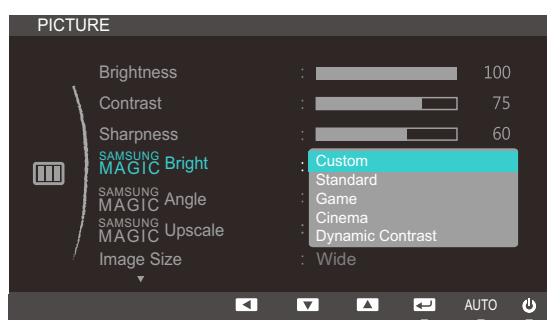 PICTURE
Brightness : 100
Contrast : 75
Sharpness : 60
SAMSUNG MAGIC Bright : Custom
Standard
Game
Cinema
Dynamic Contrast
SAMSUNG MAGIC Angle :
SAMSUNG MAGIC Upscale :
Image Size : Wide
AUTO